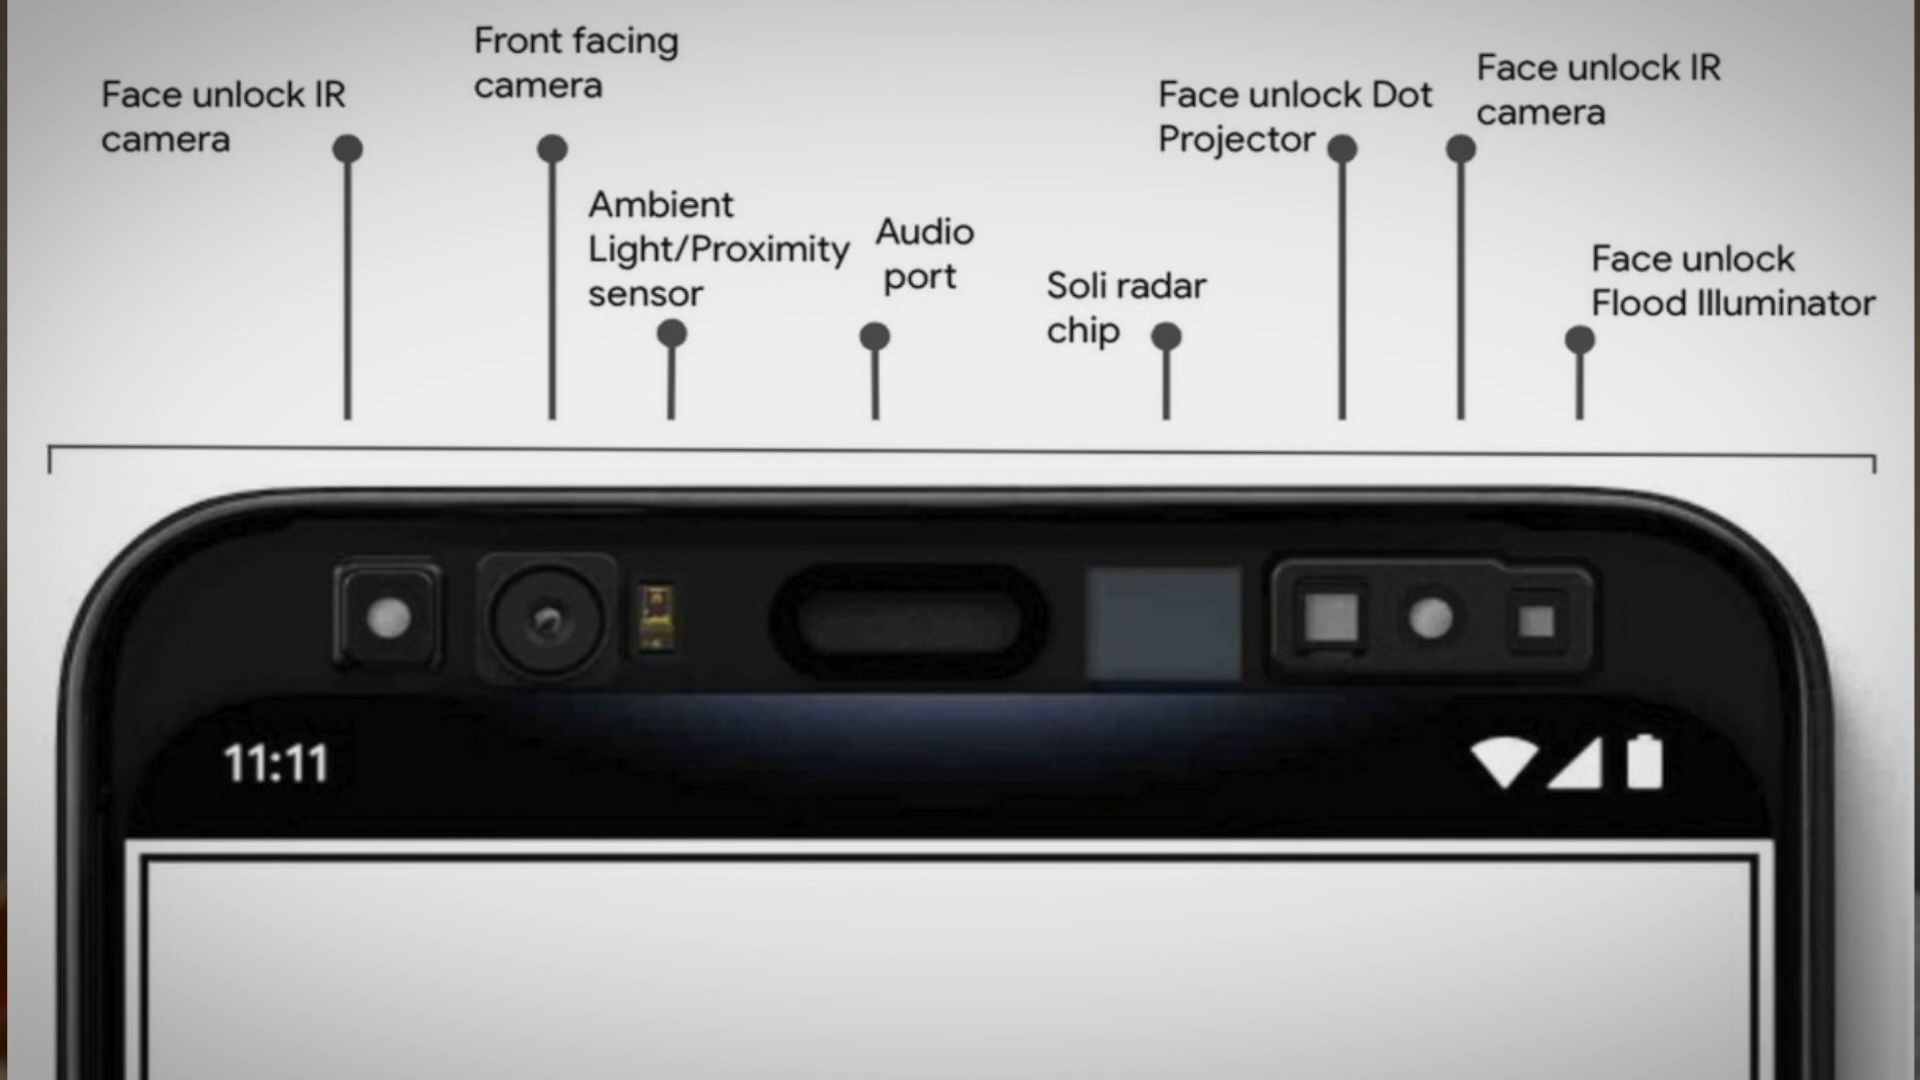 Face unlock IR
camera
Front facing
camera
Ambient
Light/Proximity
sensor
Audio
port
Soli radar
chip
Face unlock Dot
Projector
Face unlock IR
camera
Face unlock
Flood Illuminator
11:11